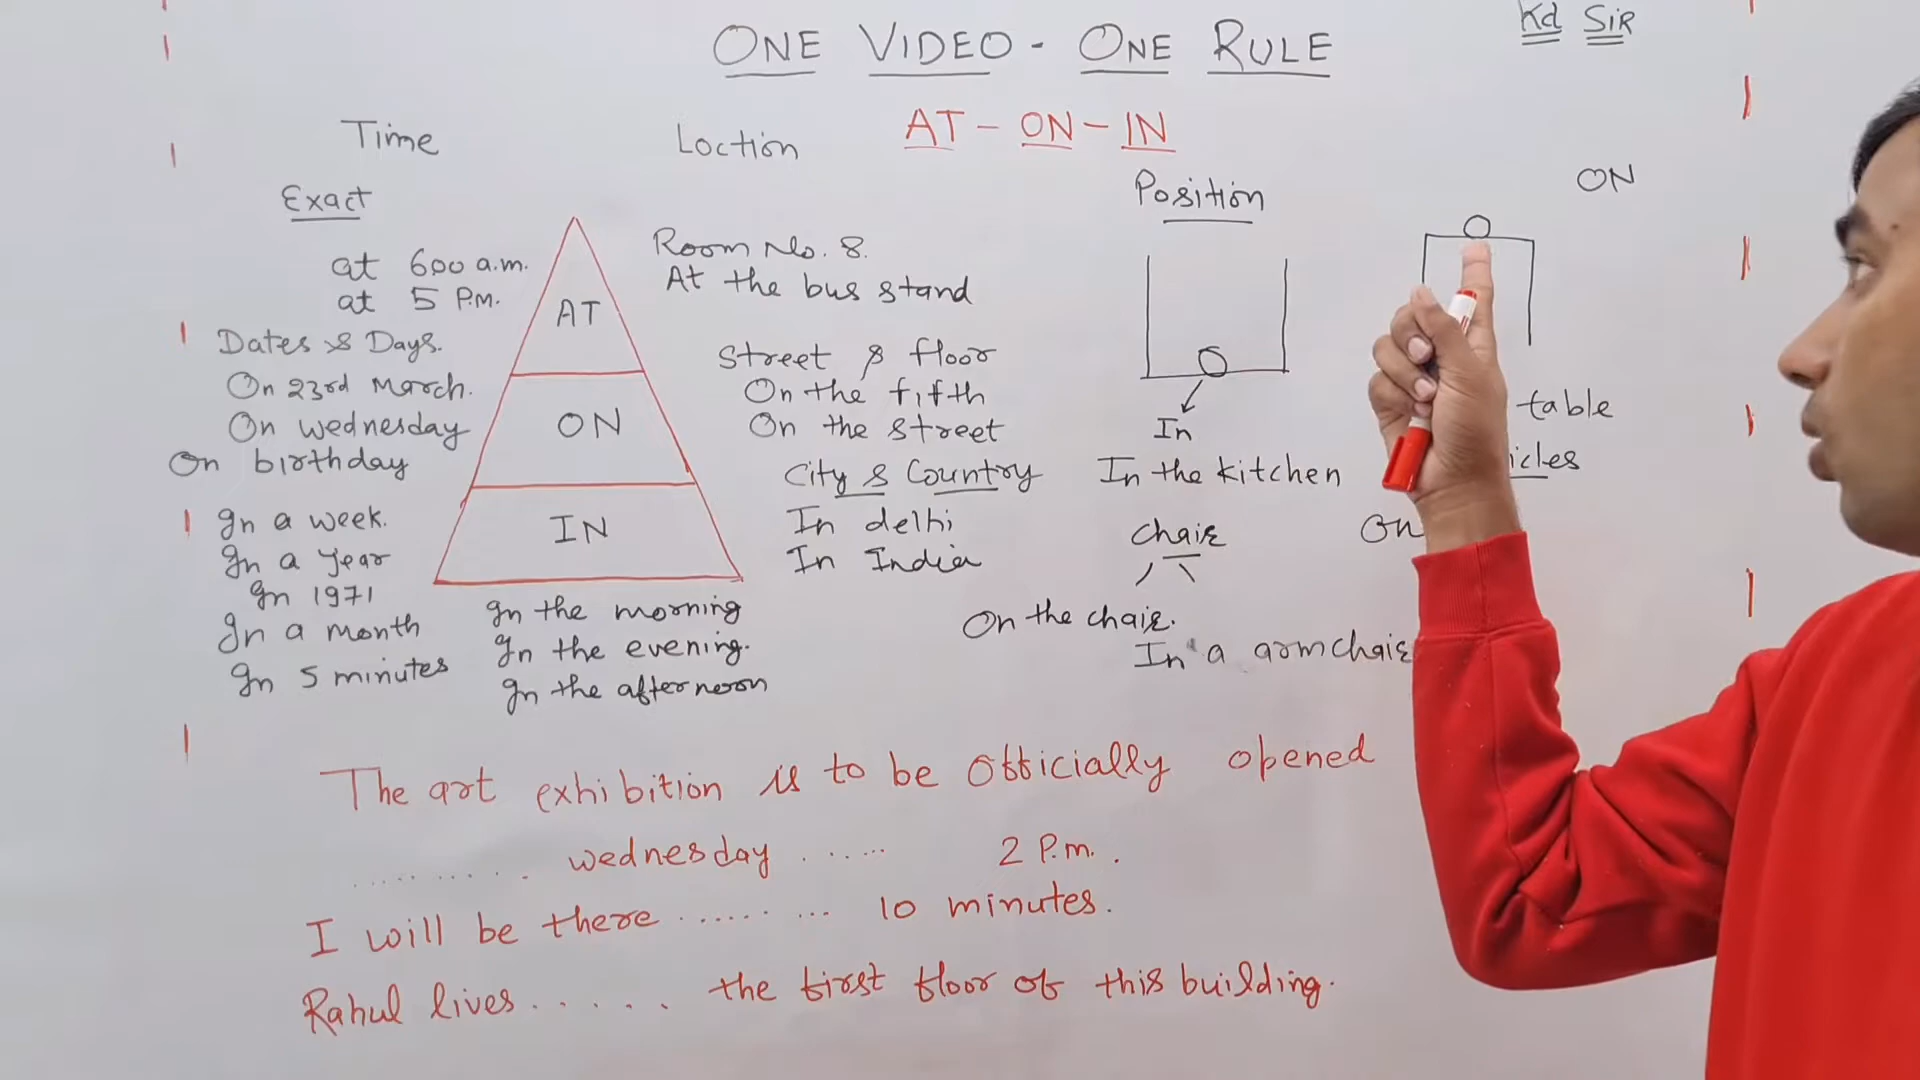 ONE VIDEO - ONE RULE
Kd SIR
AT - ON - IN
Time
Loction
Exact
at 600 a.m.
at 5 P.M.
Dates & Days.
On 23rd March.
On wednesday
On birthday
In a week.
In a year
In 1971
In a month
In 5 minutes
AT
ON
IN
In the morning
In the evening.
In the afternoon
Room No. 8.
At the bus stand
Street & floor
On the fifth
On the street
City & Country
In delhi
In India
Position
In
In the kitchen
chair
On the chair.
In a armchair
ON
table
icles
On
The art exhibition is to be officially opened
.......... wednesday ...... 2 P.m..
I will be there ......... 10 minutes.
Rahul lives ..... the first floor of this building.